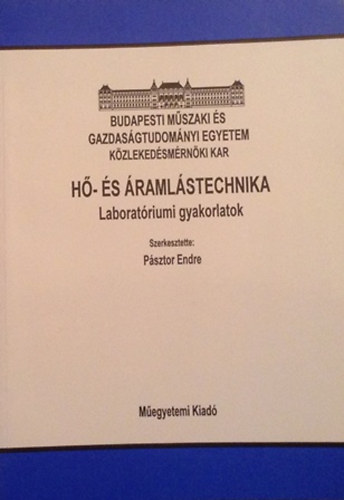 BUDAPESTI MŰSZAKI ÉS
GAZDASÁGTUDOMÁNYI EGYETEM
KÖZLEKEDÉSMÉRNÖKI KAR
HŐ- ÉS ÁRAMLÁSTECHNIKA
Laboratóriumi gyakorlatok
Szerkesztette:
Pásztor Endre
Műegyetemi Kiadó